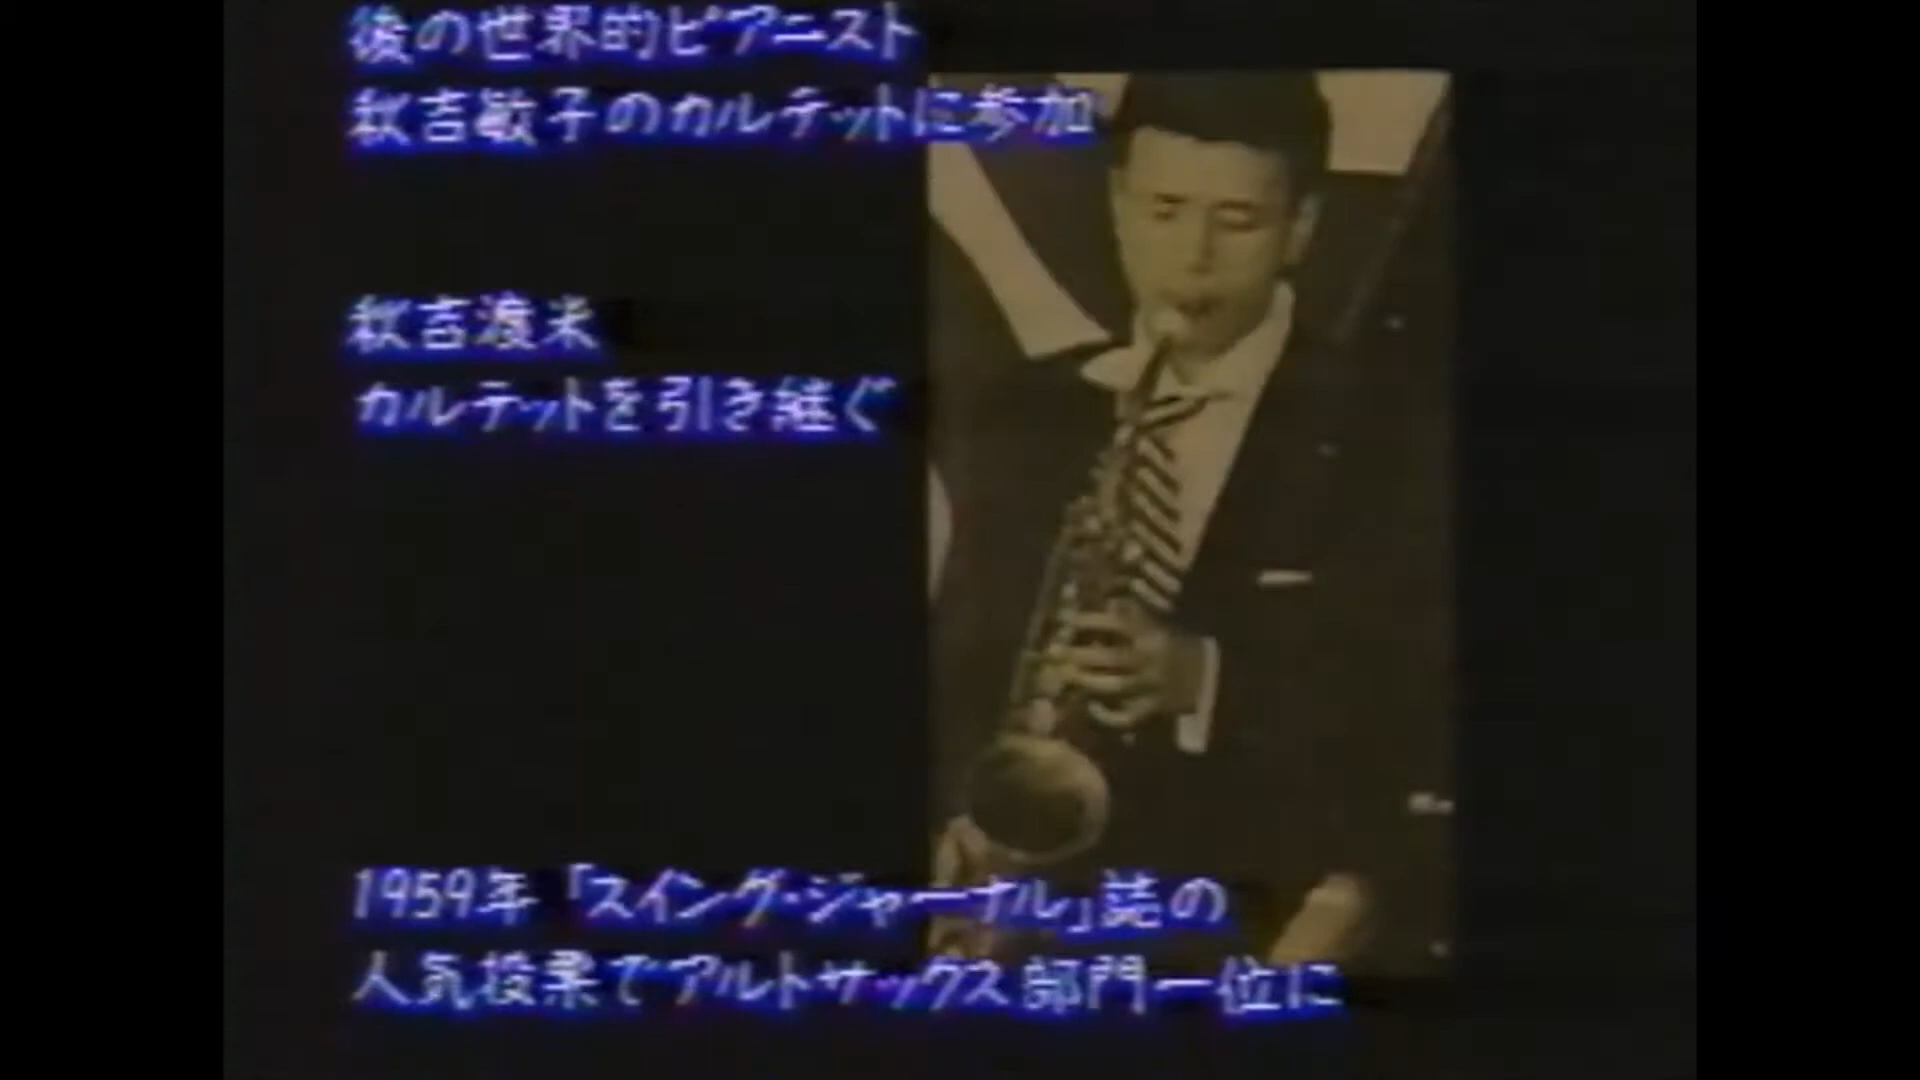 後の世界的ピアニスト
秋吉敏子のカルテットに参加
秋吉渡米
カルテットを引き継ぐ
1959年「スイング・ジャーナル」誌の
人気投票でアルトサックス部門一位に